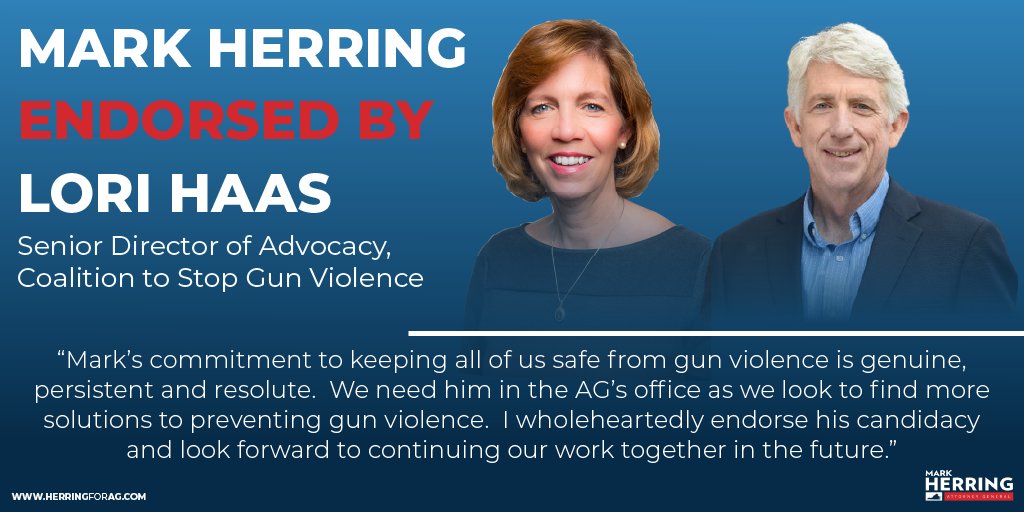 MARK HERRING
ENDORSED BY
LORI HAAS
Senior Director of Advocacy,
Coalition to Stop Gun Violence
“Mark’s commitment to keeping all of us safe from gun violence is genuine,
persistent and resolute. We need him in the AG’s office as we look to find more
solutions to preventing gun violence. I wholeheartedly endorse his candidacy
and look forward to continuing our work together in the future.”
WWW.HERRINGFORAG.COM
MARK
HERRING
ATTORNEY GENERAL